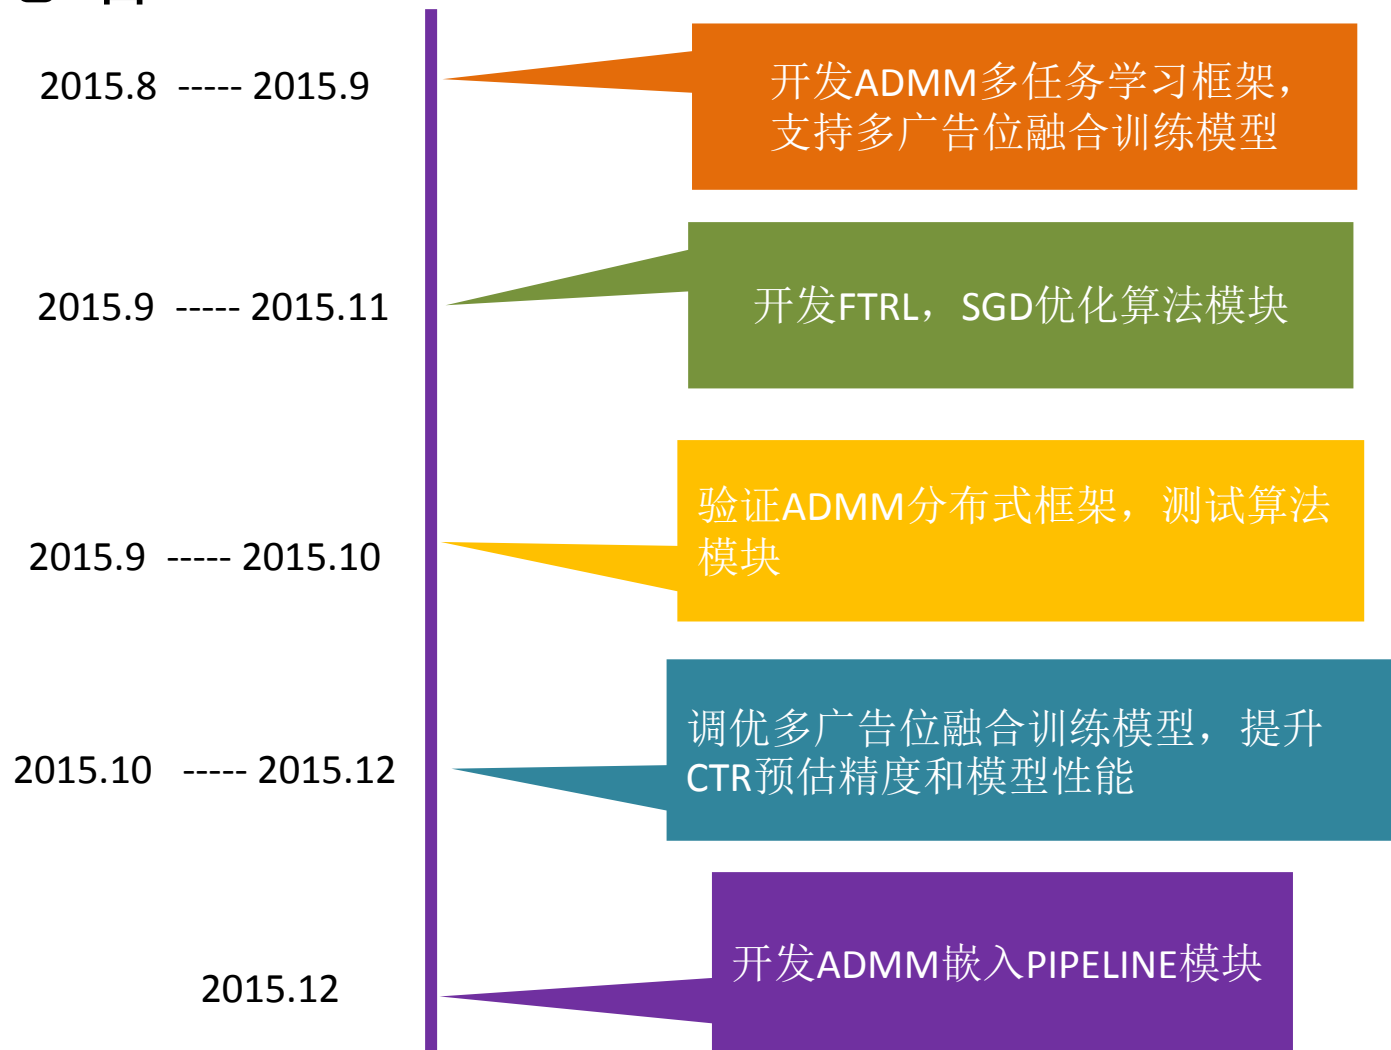 2015.8 ----- 2015.9
开发ADMM多任务学习框架，
支持多广告位融合训练模型
2015.9 ----- 2015.11
开发FTRL，SGD优化算法模块
2015.9 ----- 2015.10
验证ADMM分布式框架，测试算法
模块
2015.10 ----- 2015.12
调优多广告位融合训练模型，提升
CTR预估精度和模型性能
2015.12
开发ADMM嵌入PIPELINE模块